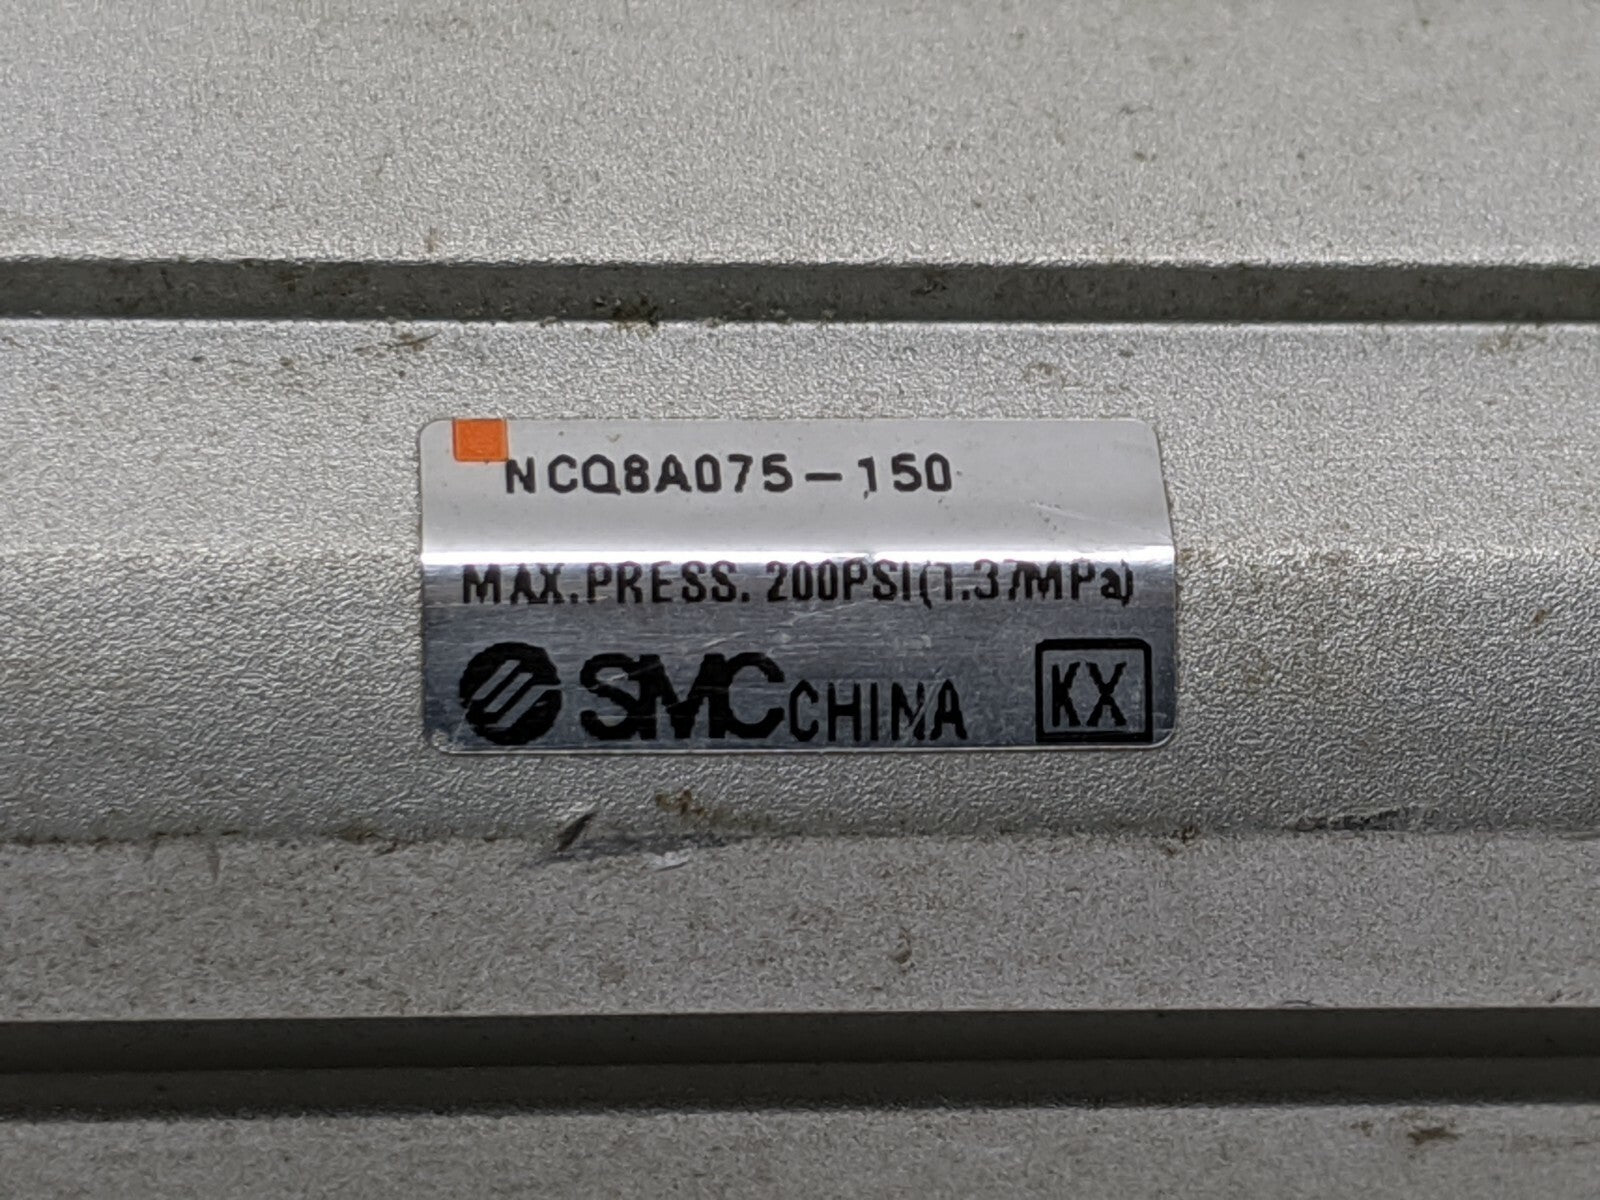 NCQ8A075-150
MAX.PRESS. 200PSI(1.37MPa)
SMC CHINA KX